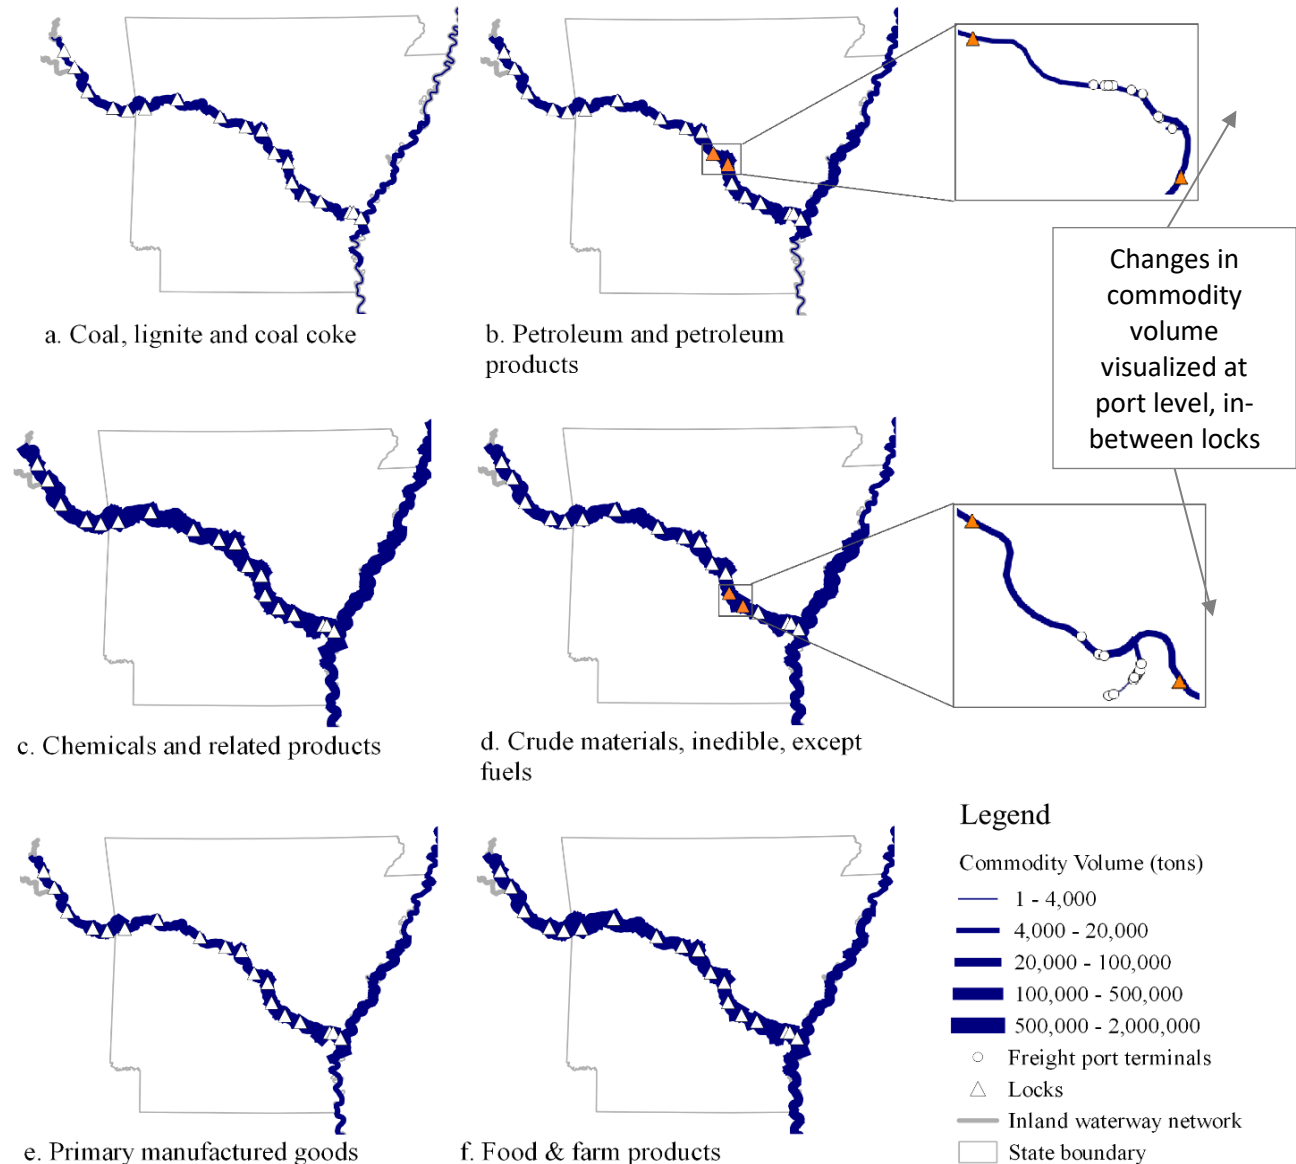 a. Coal, lignite and coal coke
b. Petroleum and petroleum
products
Changes in
commodity
volume
visualized at
port level, in-
between locks
c. Chemicals and related products
d. Crude materials, inedible, except
fuels
e. Primary manufactured goods
f. Food & farm products
Legend
Commodity Volume (tons)
1 - 4,000
4,000 - 20,000
20,000 - 100,000
100,000 - 500,000
500,000 - 2,000,000
Freight port terminals
Locks
Inland waterway network
State boundary